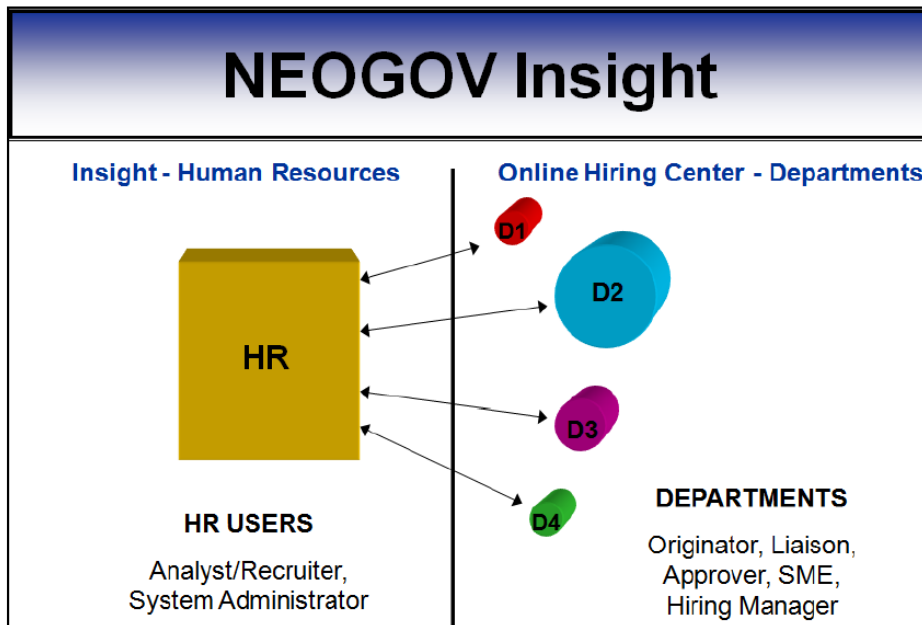 NEOGOV Insight
Insight - Human Resources
Online Hiring Center - Departments
D1
D2
HR
D3
D4
HR USERS
Analyst/Recruiter,
System Administrator
DEPARTMENTS
Originator, Liaison,
Approver, SME,
Hiring Manager